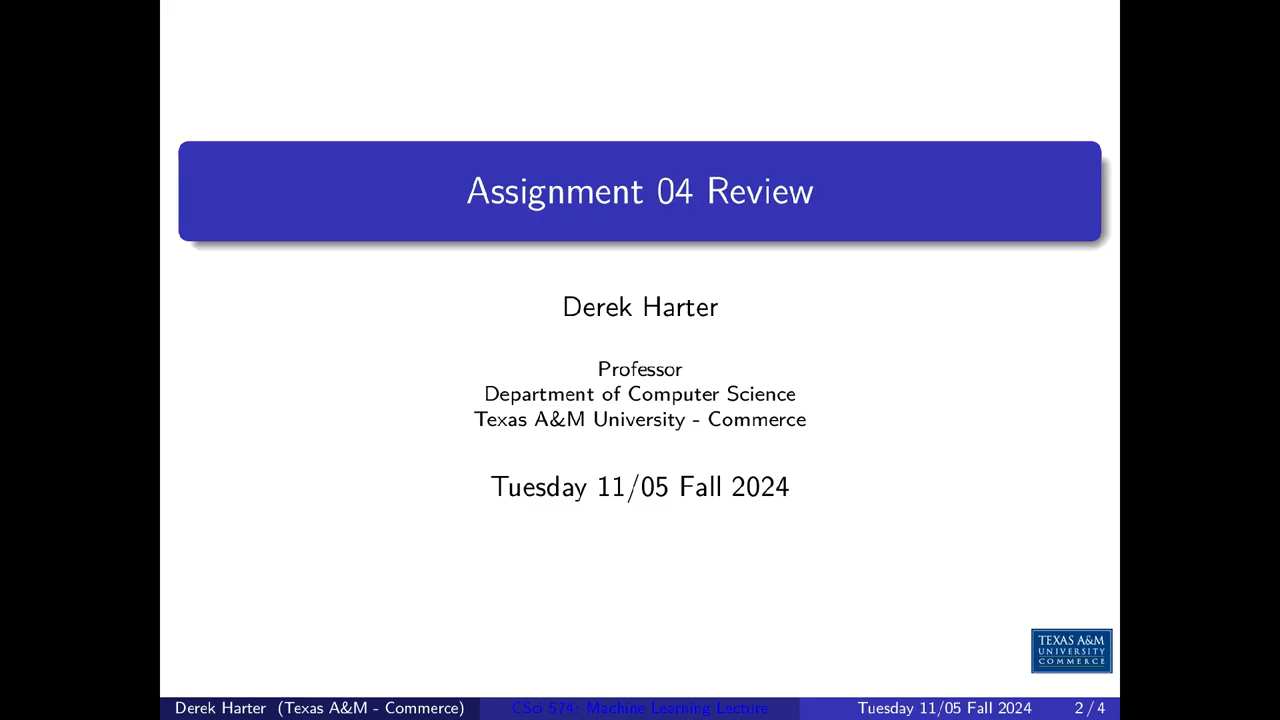 Assignment 04 Review
Derek Harter
Professor
Department of Computer Science
Texas A&M University - Commerce
Tuesday 11/05 Fall 2024
TEXAS A&M
UNIVERSITY
COMMERCE
Derek Harter (Texas A&M - Commerce) CSci 574: Machine Learning Lecture Tuesday 11/05 Fall 2024 2 / 4